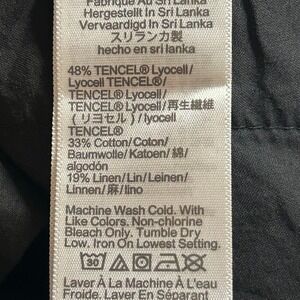 Fabriqué Au Sri Lanka
Hergestellt In Sri Lanka
Vervaardigd In Sri Lanka
スリランカ製
hecho en sri lanka
48% TENCEL® Lyocell/
Lyocell TENCEL®/
TENCEL® Lyocell/
TENCEL® Lyocell/再生繊維
(リヨセル)/lyocell
TENCEL®
33% Cotton/Coton/
Baumwolle/Katoen/綿/
algodón
19% Linen/Lin/Leinen/
Linnen/麻/lino
Machine Wash Cold. With
Like Colors. Non-chlorine
Bleach Only. Tumble Dry
Low. Iron On Lowest Setting.
30
Laver À La Machine À L'eau
Froide. Laver En Séparant